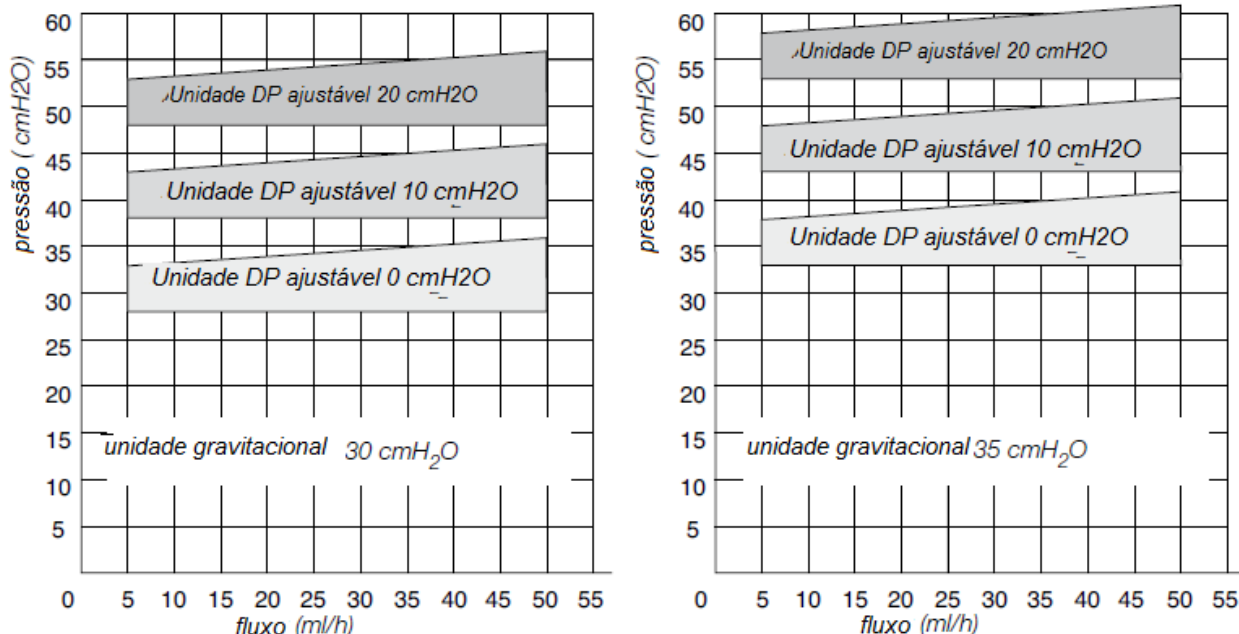 60
55
50
45
40
35
30
25
20
15
10
5
pressão ( cmH2O)
Unidade DP ajustável 20 cmH2O
Unidade DP ajustável 10 cmH2O
Unidade DP ajustável 0 cmH2O
unidade gravitacional 30 cmH₂O
0 5 10 15 20 25 30 35 40 45 50 55
fluxo (ml/h)
60
55
50
45
40
35
30
25
20
15
10
5
pressão (cmH2O)
Unidade DP ajustável 20 cmH2O
Unidade DP ajustável 10 cmH2O
Unidade DP ajustável 0 cmH2O
unidade gravitacional 35 cmH₂O
0 5 10 15 20 25 30 35 40 45 50 55
fluxo (ml/h)